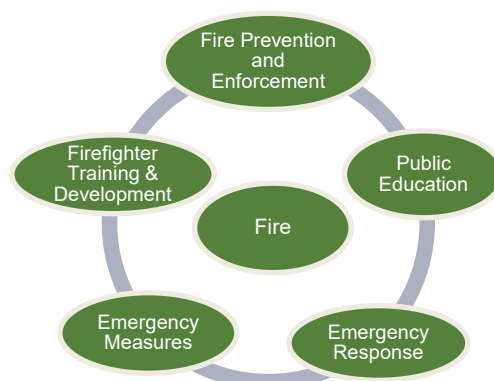 Fire Prevention
and
Enforcement
Public
Education
Emergency
Response
Emergency
Measures
Firefighter
Training &
Development
Fire